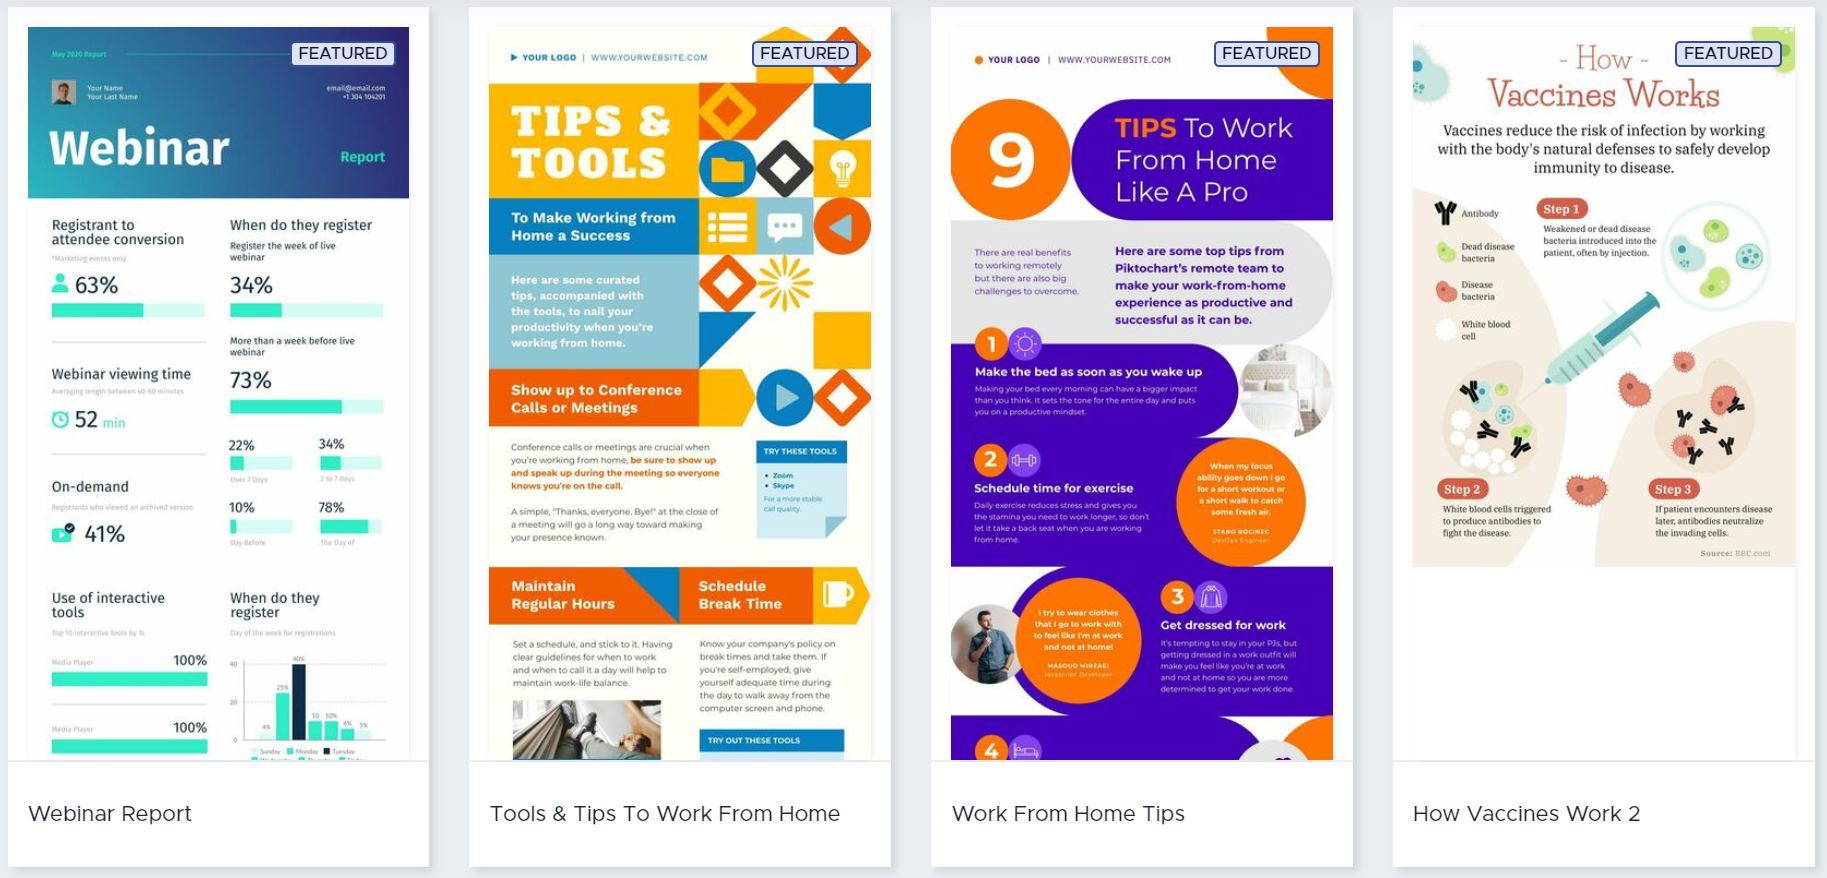 May 2020 Report
FEATURED
Your Name
Your Last Name
email@email.com
+1 304 104201
Webinar
Report
Registrant to
attendee conversion
*Marketing events only
63%
Webinar viewing time
Averaging length between 40-60 minutes
52 min
On-demand
Registrants who viewed an archived version
41%
Use of interactive
tools
Top 10 interactive tools by %
Media Player
100%
Media Player
100%
When do they register
Register the week of live
webinar
34%
More than a week before live
webinar
73%
22%
34%
Over 7 Days
2 to 7 Days
10%
78%
Day Before
The Day of
When do they
register
Day of the week for registrations
40
20
0
4%
25%
40%
10
10%
6%
5%
Sunday
Monday
Tuesday
Webinar Report
YOUR LOGO | WWW.YOURWEBSITE.COM
FEATURED
TIPS &
TOOLS
To Make Working from
Home a Success
Here are some curated
tips, accompanied with
the tools, to nail your
productivity when you're
working from home.
Show up to Conference
Calls or Meetings
Conference calls or meetings are crucial when
you're working from home, be sure to show up
and speak up during the meeting so everyone
knows you're on the call.
A simple, "Thanks, everyone. Bye!" at the close of
a meeting will go a long way toward making
your presence known.
TRY THESE TOOLS
• Zoom
• Skype
For a more stable
call quality.
Maintain
Regular Hours
Schedule
Break Time
Set a schedule, and stick to it. Having
clear guidelines for when to work
and when to call it a day will help to
maintain work-life balance.
Know your company's policy on
break times and take them. If
you're self-employed, give
yourself adequate time during
the day to walk away from the
computer screen and phone.
TRY OUT THESE TOOLS
Tools & Tips To Work From Home
YOUR LOGO | WWW.YOURWEBSITE.COM
FEATURED
9
TIPS To Work
From Home
Like A Pro
There are real benefits
to working remotely
but there are also big
challenges to overcome.
Here are some top tips from
Piktochart's remote team to
make your work-from-home
experience as productive and
successful as it can be.
1
Make the bed as soon as you wake up
Making your bed every morning can have a bigger impact
than you think. It sets the tone for the entire day and puts
you on a productive mindset.
2
Schedule time for exercise
Daily exercise reduces stress and gives you
the stamina you need to work longer, so don't
let it take a back seat when you are working
from home.
When my focus
ability goes down I go
for a short workout or
a short walk to catch
some fresh air.
STANO BOCINEC
DevOps Engineer
I try to wear clothes
that I go to work with
to feel like I'm at work
and not at home!
MASOUD MIRZAEI
Javascript Developer
3
Get dressed for work
It's tempting to stay in your PJs, but
getting dressed in a work outfit will
make you feel like you're at work
and not at home so you are more
determined to get your work done.
4
Work From Home Tips
FEATURED
- How -
Vaccines Works
Vaccines reduce the risk of infection by working
with the body's natural defenses to safely develop
immunity to disease.
Antibody
Dead disease
bacteria
Disease
bacteria
White blood
cell
Step 1
Weakened or dead disease
bacteria introduced into the
patient, often by injection.
Step 2
White blood cells triggered
to produce antibodies to
fight the disease.
Step 3
If patient encounters disease
later, antibodies neutralize
the invading cells.
Source: BBC.com
How Vaccines Work 2